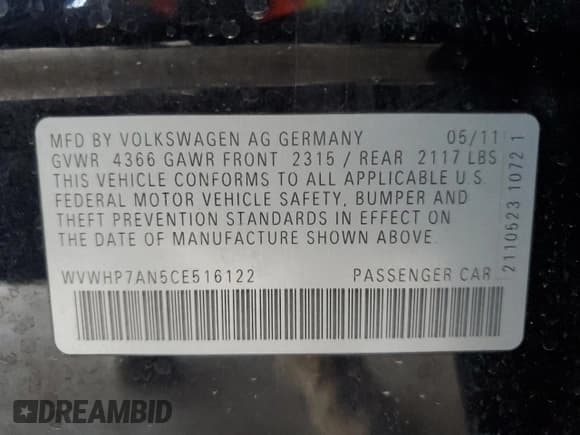 MFD BY VOLKSWAGEN AG GERMANY 05/11
GVWR 4366 GAWR FRONT 2315 / REAR 2117 LBS
THIS VEHICLE CONFORMS TO ALL APPLICABLE U.S.
FEDERAL MOTOR VEHICLE SAFETY, BUMPER AND
THEFT PREVENTION STANDARDS IN EFFECT ON
THE DATE OF MANUFACTURE SHOWN ABOVE.
WVWHP7AN5CE516122 PASSENGER CAR
2110523 1072 1
DREAMBID